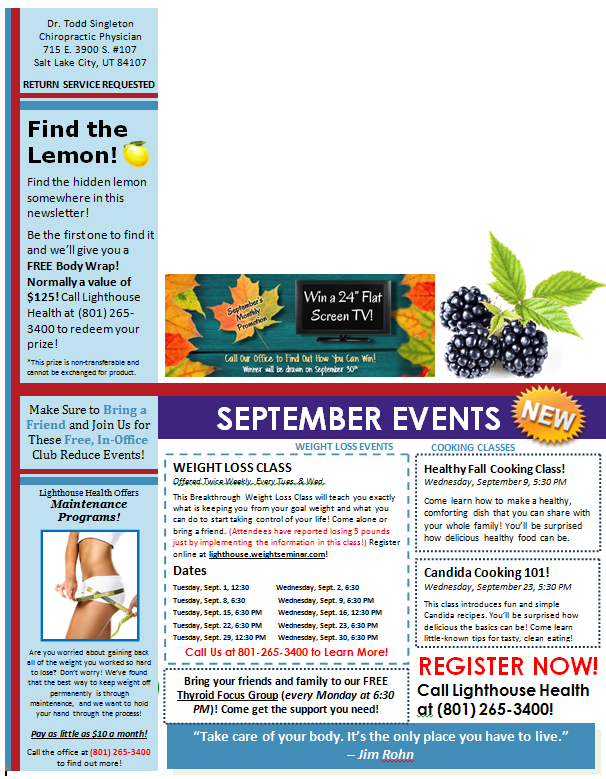 Dr. Todd Singleton
Chiropractic Physician
715 E. 3900 S. #107
Salt Lake City, UT 84107
RETURN SERVICE REQUESTED
Find the
Lemon!
Find the hidden lemon
somewhere in this
newsletter!
Be the first one to find it
and we'll give you a
FREE Body Wrap!
Normally a value of
$125! Call Lighthouse
Health at (801) 265-
3400 to redeem your
prize!
*This prize is non-transferable and
cannot be exchanged for product.
September's
Monthly
Promotion
Win a 24" Flat
Screen TV!
Call Our Office to Find Out How You Can Win!
Winner will be drawn on September 30th
Make Sure to Bring a
Friend and Join Us for
These Free, In-Office
Club Reduce Events!
SEPTEMBER EVENTS
NEW
Lighthouse Health Offers
Maintenance
Programs!
Are you worried about gaining back
all of the weight you worked so hard
to lose? Don't worry! We've found
that the best way to keep weight off
permanently is through
maintenance, and we want to hold
your hand through the process!
Pay as little as $10 a month!
Call the office at (801) 265-3400
to find out more!
WEIGHT LOSS EVENTS
WEIGHT LOSS CLASS
Offered Twice Weekly, Every Tues. & Wed.
This Breakthrough Weight Loss Class will teach you exactly
what is keeping you from your goal weight and what you
can do to start taking control of your life! Come alone or
bring a friend. (Attendees have reported losing 5 pounds
just by implementing the information in this class!) Register
online at lighthouse.weightseminar.com!
Dates
Tuesday, Sept. 1, 12:30 Wednesday, Sept. 2, 6:30
Tuesday, Sept. 8, 6:30 Wednesday, Sept. 9, 6:30 PM
Tuesday, Sept. 15, 6:30 PM Wednesday, Sept. 16, 12:30 PM
Tuesday, Sept. 22, 6:30 PM Wednesday, Sept. 23, 6:30 PM
Tuesday, Sept. 29, 12:30 PM Wednesday, Sept. 30, 6:30 PM
Call Us at 801-265-3400 to Learn More!
Bring your friends and family to our FREE
Thyroid Focus Group (every Monday at 6:30
PM)! Come get the support you need!
COOKING CLASSES
Healthy Fall Cooking Class!
Wednesday, September 9, 5:30 PM
Come learn how to make a healthy,
comforting dish that you can share with
your whole family! You'll be surprised
how delicious healthy food can be.
Candida Cooking 101!
Wednesday, September 23, 5:30 PM
This class introduces fun and simple
Candida recipes. You'll be surprised how
delicious the basics can be! Come learn
little-known tips for tasty, clean eating!
REGISTER NOW!
Call Lighthouse Health
at (801) 265-3400!
"Take care of your body. It's the only place you have to live."
– Jim Rohn